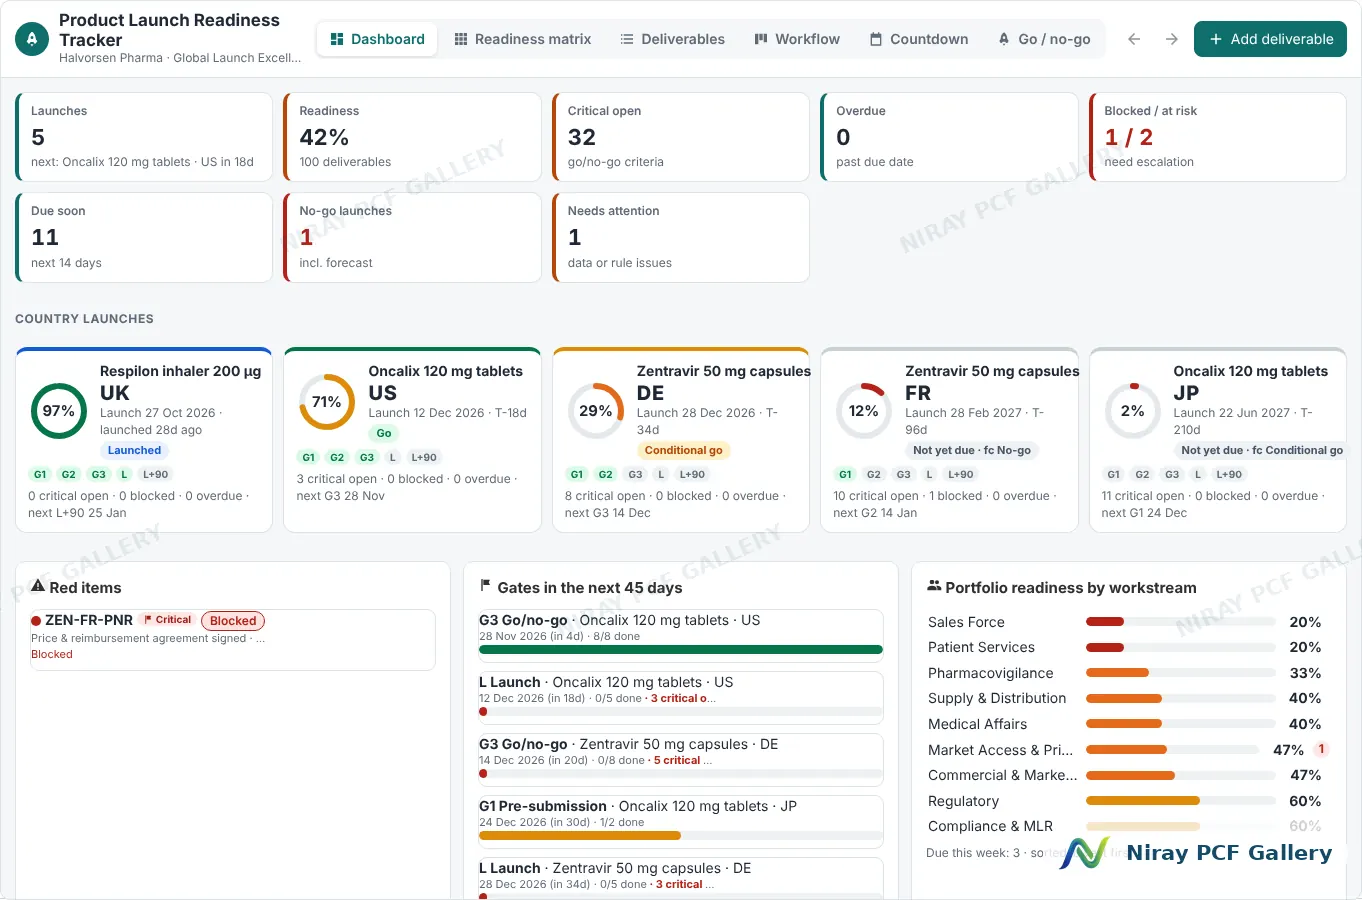 Product Launch Readiness
Tracker
Halvorsen Pharma · Global Launch Excell...
Dashboard
Readiness matrix
Deliverables
Workflow
Countdown
Go / no-go
Add deliverable
Launches
5
next: Oncalix 120 mg tablets · US in 18d
Readiness
42%
100 deliverables
Critical open
32
go/no-go criteria
Overdue
0
past due date
Blocked / at risk
1 / 2
need escalation
Due soon
11
next 14 days
No-go launches
1
incl. forecast
Needs attention
1
data or rule issues
COUNTRY LAUNCHES
97%
Respilon inhaler 200 µg
UK
Launch 27 Oct 2026 ·
launched 28d ago
Launched
G1 G2 G3 L L+90
0 critical open · 0 blocked · 0 overdue ·
next L+90 25 Jan
71%
Oncalix 120 mg tablets
US
Launch 12 Dec 2026 · T-18d
Go
G1 G2 G3 L L+90
3 critical open · 0 blocked · 0 overdue ·
next G3 28 Nov
29%
Zentravir 50 mg capsules
DE
Launch 28 Dec 2026 · T-
34d
Conditional go
G1 G2 G3 L L+90
8 critical open · 0 blocked · 0 overdue ·
next G3 14 Dec
12%
Zentravir 50 mg capsules
FR
Launch 28 Feb 2027 · T-
96d
Not yet due · fc No-go
G1 G2 G3 L L+90
10 critical open · 1 blocked · 0 overdue ·
next G2 14 Jan
2%
Oncalix 120 mg tablets
JP
Launch 22 Jun 2027 · T-
210d
Not yet due · fc Conditional go
G1 G2 G3 L L+90
11 critical open · 0 blocked · 0 overdue ·
next G1 24 Dec
Red items
ZEN-FR-PNR Critical Blocked
Price & reimbursement agreement signed · ...
Blocked
Gates in the next 45 days
G3 Go/no-go · Oncalix 120 mg tablets · US
28 Nov 2026 (in 4d) · 8/8 done
L Launch · Oncalix 120 mg tablets · US
12 Dec 2026 (in 18d) · 0/5 done · 3 critical o...
G3 Go/no-go · Zentravir 50 mg capsules · DE
14 Dec 2026 (in 20d) · 0/8 done · 5 critical ...
G1 Pre-submission · Oncalix 120 mg tablets · JP
24 Dec 2026 (in 30d) · 1/2 done
L Launch · Zentravir 50 mg capsules · DE
28 Dec 2026 (in 34d) · 0/5 done · 3 critical ...
Portfolio readiness by workstream
Sales Force 20%
Patient Services 20%
Pharmacovigilance 33%
Supply & Distribution 40%
Medical Affairs 40%
Market Access & Pri... 47% 1
Commercial & Marke... 47%
Regulatory 60%
Compliance & MLR 60%
Due this week: 3 · sorted
Niray PCF Gallery
NIRAY PCF GALLERY
NIRAY PCF GALLERY
PCF GALLERY
NIRAY PCF GALLERY
NIRAY PCF GALLERY